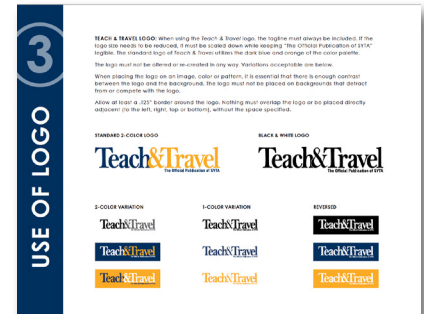 3
USE OF LOGO
TEACH & TRAVEL LOGO: When using the Teach & Travel logo, the tagline must always be included. If the
logo size needs to be reduced, it must be scaled down while keeping "The Official Publication of SYTA"
legible. The standard logo of Teach & Travel utilizes the dark blue and orange of the color palette.
The logo must not be altered or re-created in any way. Variations acceptable are below.
When placing the logo on an image, color or pattern, it is essential that there is enough contrast
between the logo and the background. The logo must not be placed on backgrounds that distract
from or compete with the logo.
Allow at least a .125" border around the logo. Nothing must overlap the logo or be placed directly
adjacent (to the left, right, top or bottom), without the space specified.
STANDARD 2-COLOR LOGO BLACK & WHITE LOGO
Teach&Travel Teach&Travel
The Official Publication of SYTA The Official Publication of SYTA
2-COLOR VARIATION 1-COLOR VARIATION REVERSED
Teach&Travel Teach&Travel Teach&Travel
Teach&Travel Teach&Travel Teach&Travel
Teach&Travel Teach&Travel Teach&Travel